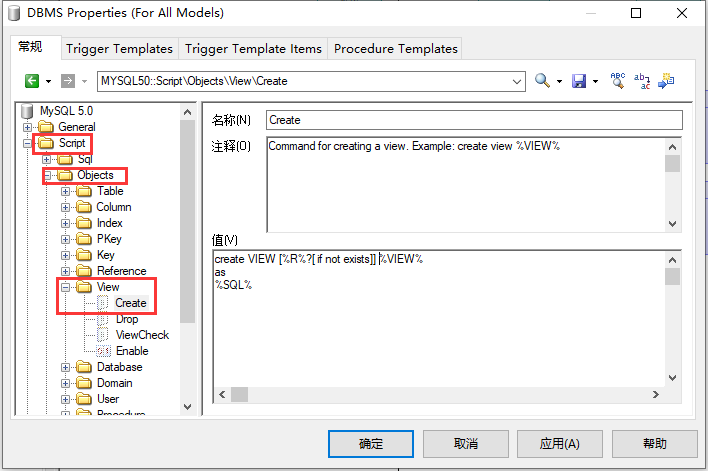 DBMS Properties (For All Models)
常规 Trigger Templates Trigger Template Items Procedure Templates
MYSQL50::Script\Objects\View\Create
MySQL 5.0
General
Script
Sql
Objects
Table
Column
Index
PKey
Key
Reference
View
Create
Drop
ViewCheck
Enable
Database
Domain
User
Procedure
名称(N) Create
注释(O) Command for creating a view. Example: create view %VIEW%
值(V)
create VIEW [%R%?[ if not exists]] %VIEW%
as
%SQL%
确定 取消 应用(A) 帮助